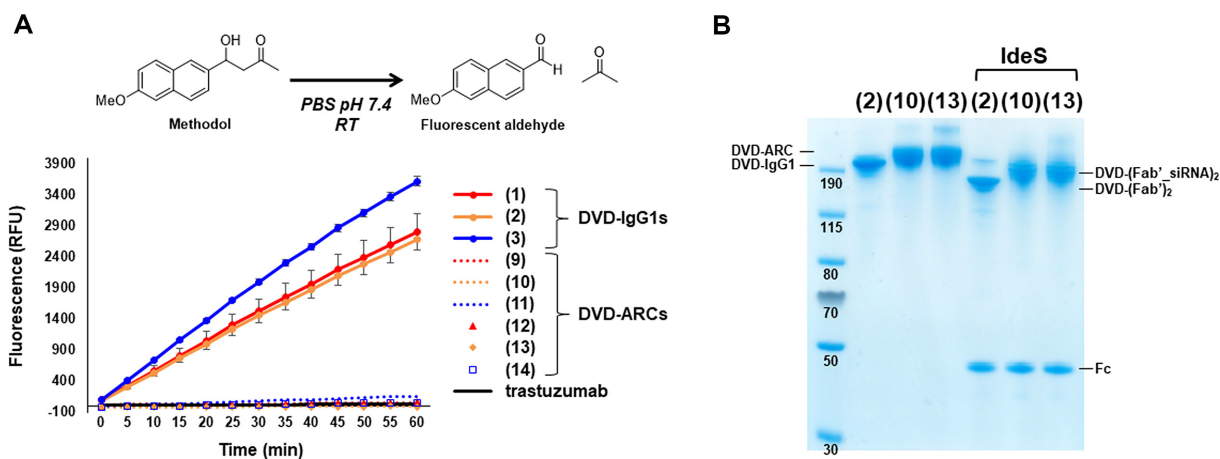 A
OH
O
MeO
Methodol
PBS pH 7.4
RT
O
H
MeO
Fluorescent aldehyde
O
Fluorescence (RFU)
3900
3400
2900
2400
1900
1400
900
400
-100
0 5 10 15 20 25 30 35 40 45 50 55 60
Time (min)
(1)
(2)
(3)
DVD-IgG1s
(9)
(10)
(11)
(12)
(13)
(14)
DVD-ARCs
trastuzumab
B
IdeS
(2) (10) (13) (2) (10) (13)
DVD-ARC
DVD-IgG1
190
115
80
70
50
30
DVD-(Fab'_siRNA)2
DVD-(Fab')2
Fc